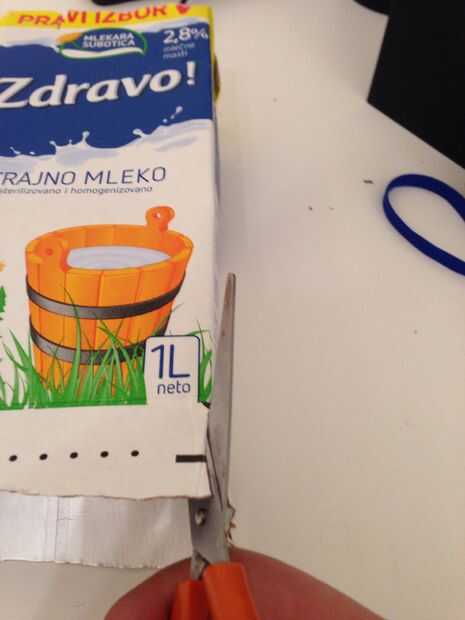 PRAVI IZBOR
MLEKARA
SUBOTICA
2,8%
mlečne
masti
Zdravo!
TRAJNO MLEKO
sterilizovano i homogenizovano
1L
neto